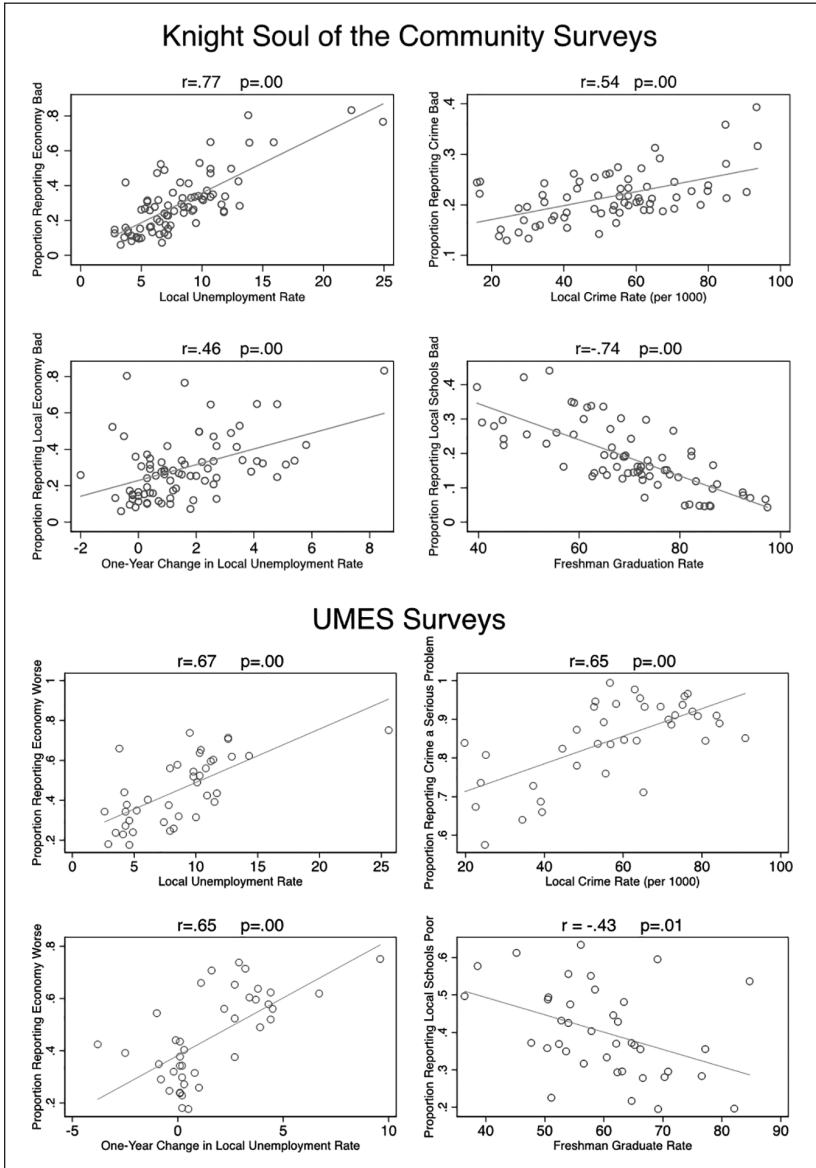 Knight Soul of the Community Surveys
r=.77 p=.00
Proportion Reporting Economy Bad
0 .2 .4 .6 .8
0 5 10 15 20 25
Local Unemployment Rate
r=.54 p=.00
Proportion Reporting Crime Bad
.1 .2 .3 .4
20 40 60 80 100
Local Crime Rate (per 1000)
r=.46 p=.00
Proportion Reporting Local Economy Bad
0 .2 .4 .6 .8
-2 0 2 4 6 8
One-Year Change in Local Unemployment Rate
r=-.74 p=.00
Proportion Reporting Local Schools Bad
0 .1 .2 .3 .4
40 60 80 100
Freshman Graduation Rate
UMES Surveys
r=.67 p=.00
Proportion Reporting Economy Worse
.2 .4 .6 .8 1
0 5 10 15 20 25
Local Unemployment Rate
r=.65 p=.00
Proportion Reporting Crime a Serious Problem
.6 .7 .8 .9 1
20 40 60 80 100
Local Crime Rate (per 1000)
r=.65 p=.00
Proportion Reporting Economy Worse
.2 .4 .6 .8
-5 0 5 10
One-Year Change in Local Unemployment Rate
r = -.43 p=.01
Proportion Reporting Local Schools Poor
.2 .3 .4 .5 .6
40 50 60 70 80 90
Freshman Graduate Rate